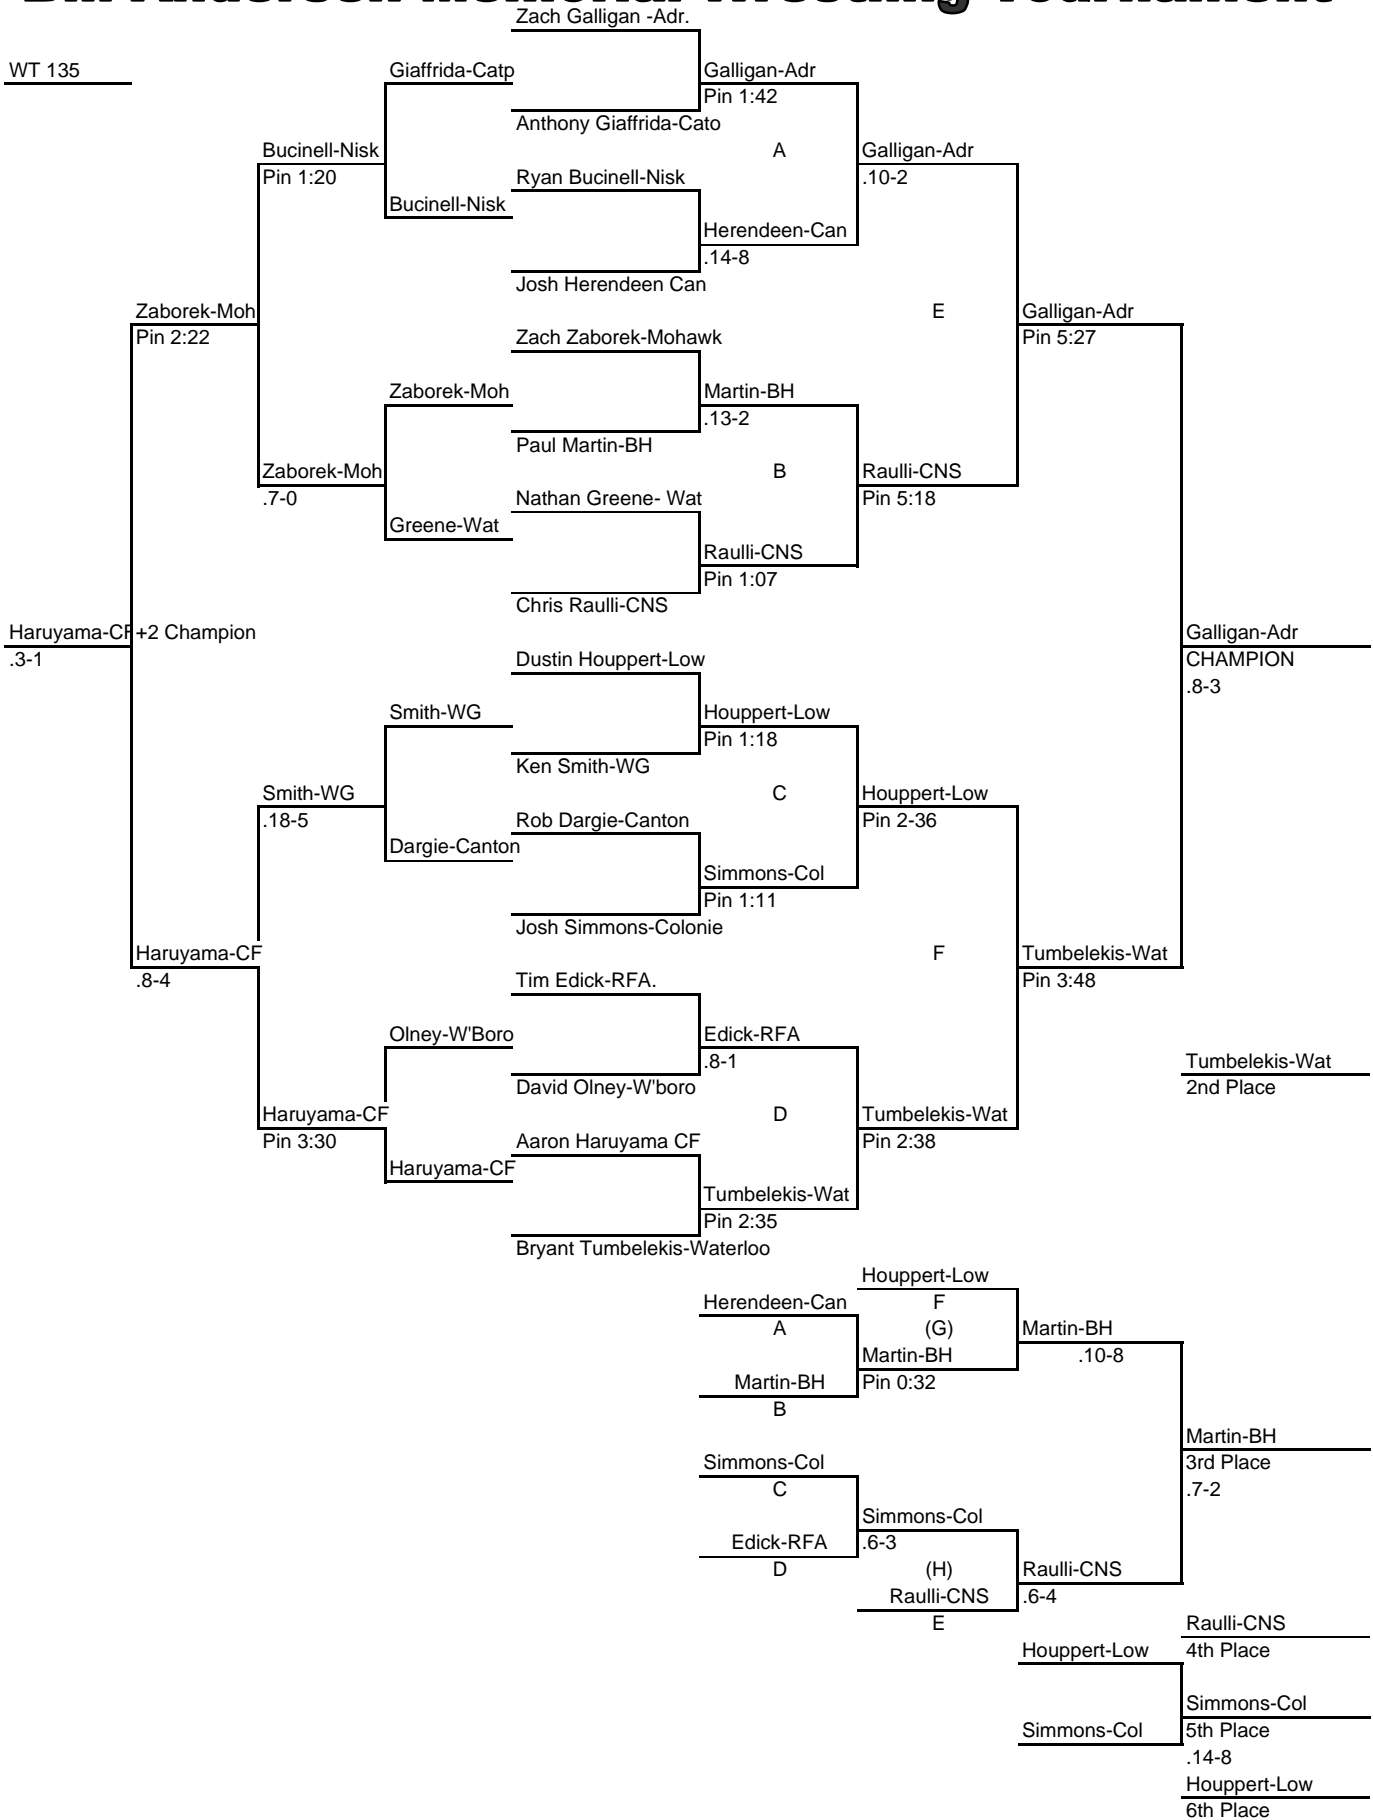 Zach Galligan -Adr.
WT 135
Giaffrida-Catp
Galligan-Adr
Pin 1:42
Anthony Giaffrida-Cato
Bucinell-Nisk
A
Galligan-Adr
Pin 1:20
Ryan Bucinell-Nisk
.10-2
Bucinell-Nisk
Herendeen-Can
.14-8
Josh Herendeen Can
Zaborek-Moh
E
Galligan-Adr
Pin 2:22
Zach Zaborek-Mohawk
Pin 5:27
Zaborek-Moh
Martin-BH
.13-2
Paul Martin-BH
Zaborek-Moh
B
Raulli-CNS
.7-0
Nathan Greene- Wat
Pin 5:18
Greene-Wat
Raulli-CNS
Pin 1:07
Chris Raulli-CNS
Haruyama-CF
+2 Champion
Galligan-Adr
.3-1
Dustin Houppert-Low
CHAMPION
.8-3
Smith-WG
Houppert-Low
Pin 1:18
Ken Smith-WG
Smith-WG
C
Houppert-Low
.18-5
Rob Dargie-Canton
Pin 2-36
Dargie-Canton
Simmons-Col
Pin 1:11
Josh Simmons-Colonie
Haruyama-CF
F
Tumbelekis-Wat
.8-4
Tim Edick-RFA.
Pin 3:48
Olney-W'Boro
Edick-RFA
.8-1
Tumbelekis-Wat
David Olney-W'boro
2nd Place
Haruyama-CF
D
Tumbelekis-Wat
Pin 3:30
Aaron Haruyama CF
Pin 2:38
Haruyama-CF
Tumbelekis-Wat
Pin 2:35
Bryant Tumbelekis-Waterloo
Houppert-Low
Herendeen-Can
F
A
(G)
Martin-BH
Martin-BH
.10-8
Martin-BH
Pin 0:32
B
Martin-BH
Simmons-Col
3rd Place
C
.7-2
Simmons-Col
Edick-RFA
.6-3
D
(H)
Raulli-CNS
Raulli-CNS
.6-4
E
Raulli-CNS
Houppert-Low
4th Place
Simmons-Col
Simmons-Col
5th Place
.14-8
Houppert-Low
6th Place